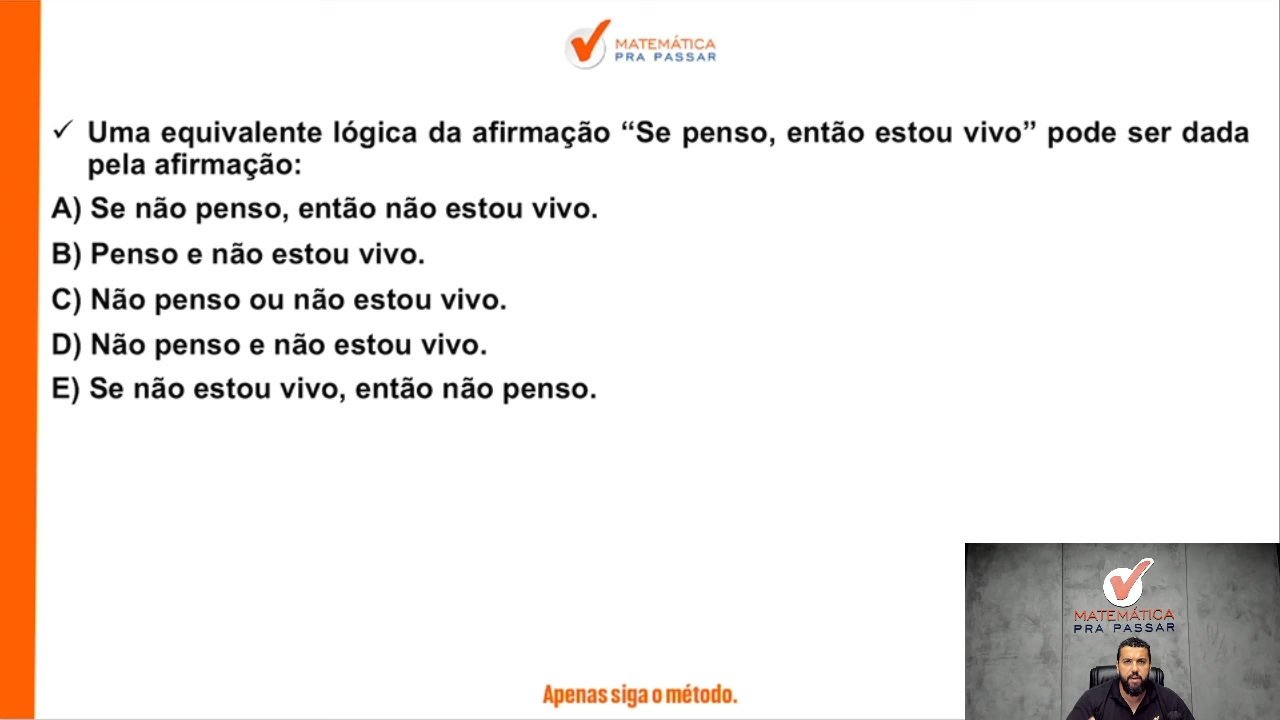 MATEMÁTICA
PRA PASSAR
✓ Uma equivalente lógica da afirmação “Se penso, então estou vivo” pode ser dada
pela afirmação:
A) Se não penso, então não estou vivo.
B) Penso e não estou vivo.
C) Não penso ou não estou vivo.
D) Não penso e não estou vivo.
E) Se não estou vivo, então não penso.
MATEMÁTICA
PRA PASSAR
Apenas siga o método.